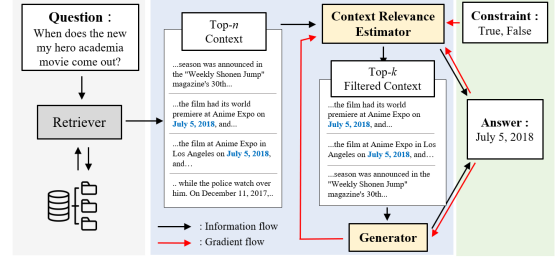 Question :
When does the new
my hero academia
movie come out?
Retriever
Top-n
Context
...season was announced in
the "Weekly Shonen Jump"
magazine's 30th...
...the film had its world
premiere at Anime Expo on
July 5, 2018, and...
...the film at Anime Expo in
Los Angeles on July 5, 2018,
and…
.. while the police watch over
him. On December 11, 2017,..
: Information flow
: Gradient flow
Context Relevance
Estimator
Top-k
Filtered Context
...the film had its world
premiere at Anime Expo on
July 5, 2018, and...
...the film at Anime Expo in Los
Angeles on July 5, 2018, and…
...season was announced in the
"Weekly Shonen Jump"
magazine's 30th...
Generator
Constraint :
True, False
Answer :
July 5, 2018